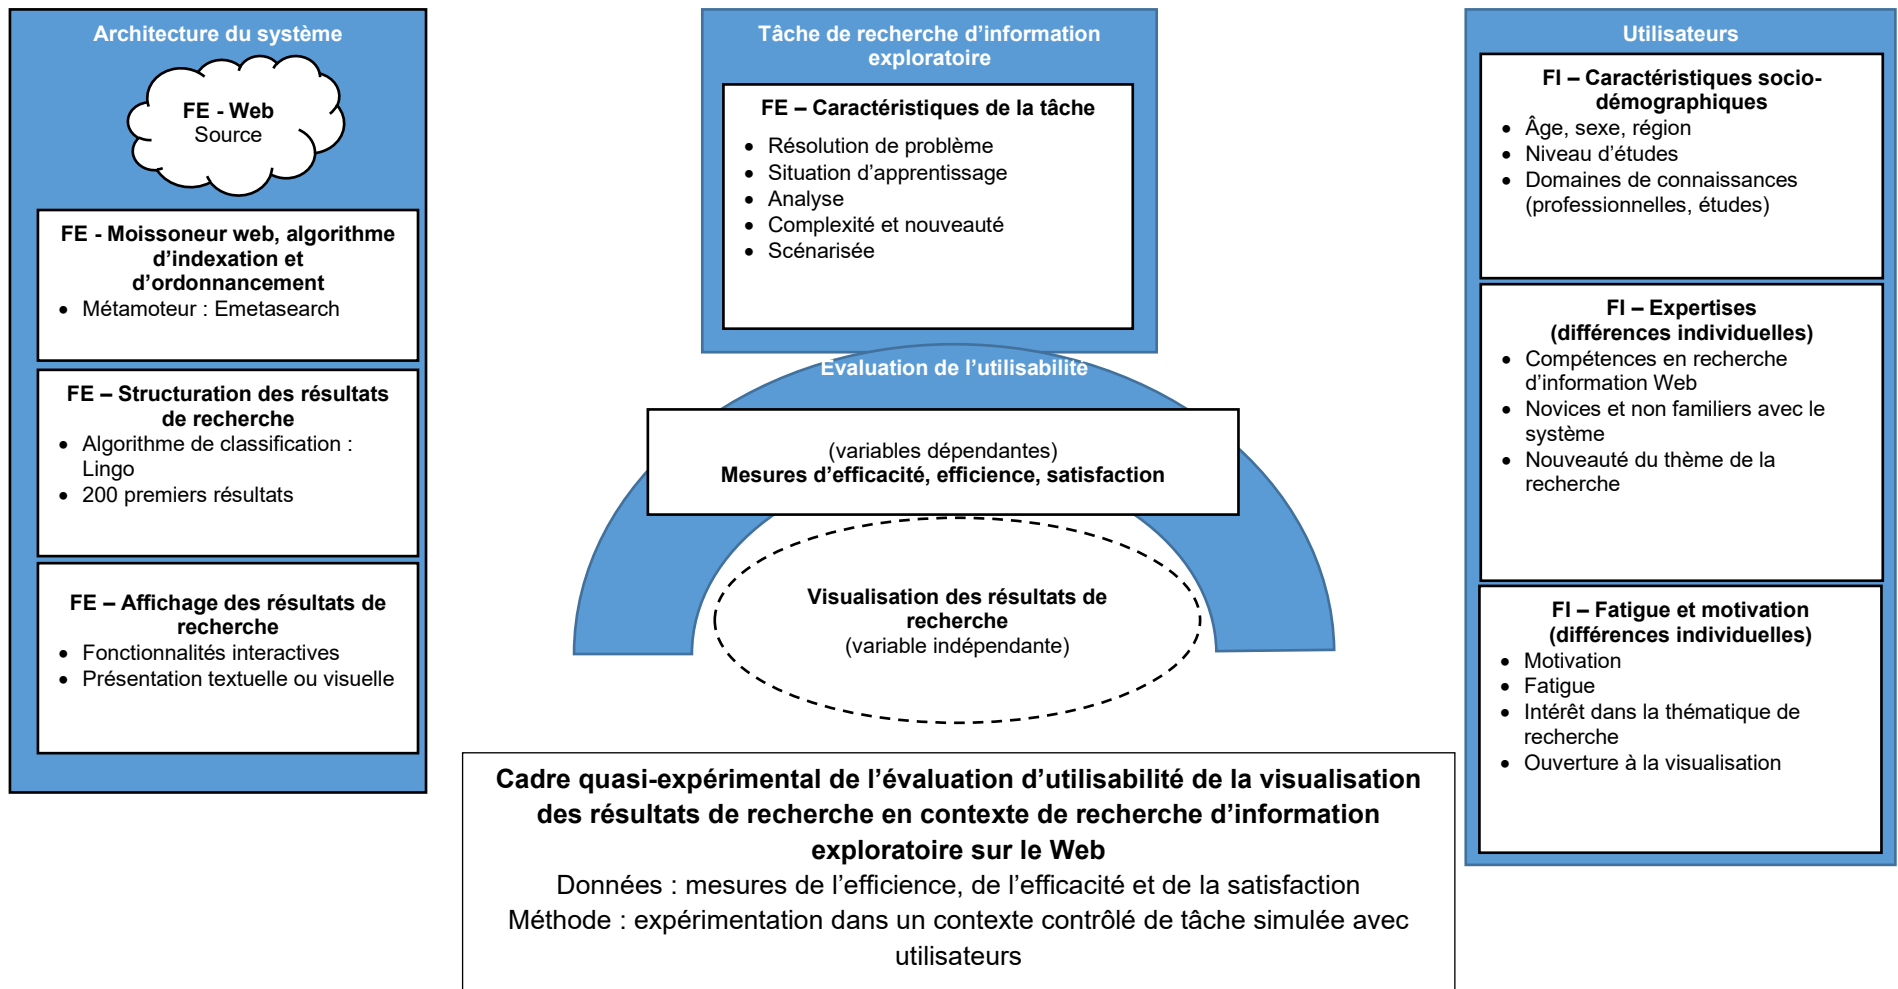 Architecture du système
FE - Web
Source
FE - Moissoneur web, algorithme
d’indexation et
d’ordonnancement
• Métamoteur : Emetasearch
FE – Structuration des résultats
de recherche
• Algorithme de classification :
Lingo
• 200 premiers résultats
FE – Affichage des résultats de
recherche
• Fonctionnalités interactives
• Présentation textuelle ou visuelle
Tâche de recherche d’information
exploratoire
FE – Caractéristiques de la tâche
• Résolution de problème
• Situation d’apprentissage
• Analyse
• Complexité et nouveauté
• Scénarisée
Évaluation de l’utilisabilité
(variables dépendantes)
Mesures d’efficacité, efficience, satisfaction
Visualisation des résultats de
recherche
(variable indépendante)
Cadre quasi-expérimental de l’évaluation d’utilisabilité de la visualisation
des résultats de recherche en contexte de recherche d’information
exploratoire sur le Web
Données : mesures de l’efficience, de l’efficacité et de la satisfaction
Méthode : expérimentation dans un contexte contrôlé de tâche simulée avec
utilisateurs
Utilisateurs
FI – Caractéristiques socio-
démographiques
• Âge, sexe, région
• Niveau d’études
• Domaines de connaissances
(professionnelles, études)
FI – Expertises
(différences individuelles)
• Compétences en recherche
d’information Web
• Novices et non familiers avec le
système
• Nouveauté du thème de la
recherche
FI – Fatigue et motivation
(différences individuelles)
• Motivation
• Fatigue
• Intérêt dans la thématique de
recherche
• Ouverture à la visualisation